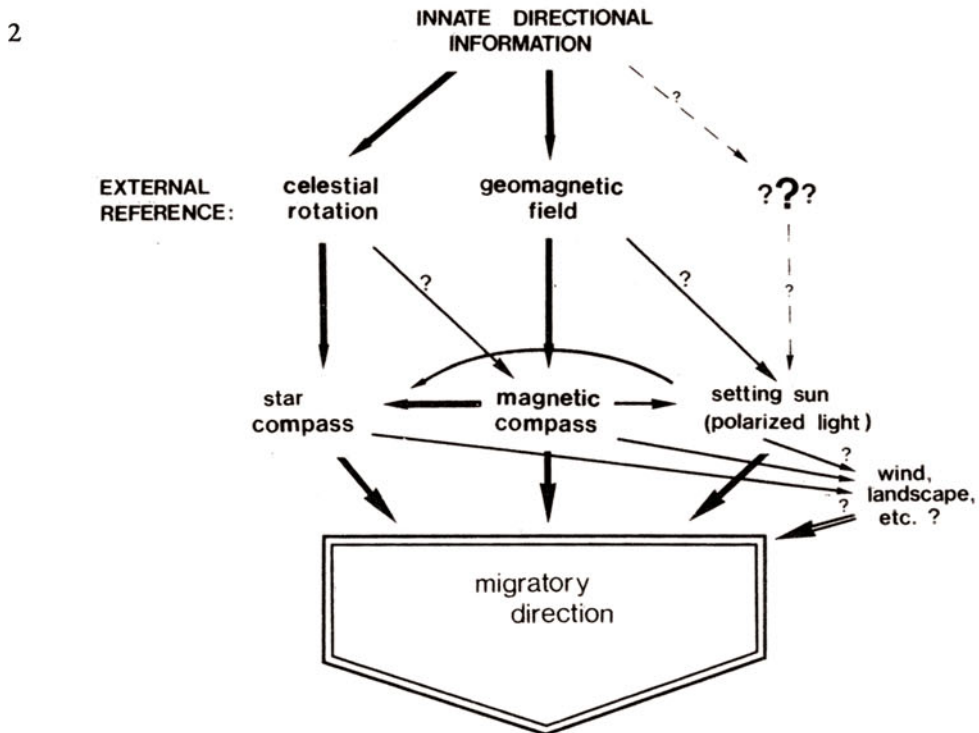 2
INNATE DIRECTIONAL
INFORMATION
?
EXTERNAL
REFERENCE:
celestial
rotation
geomagnetic
field
???
?
?
?
star
compass
magnetic
compass
setting sun
(polarized light)
?
wind,
landscape,
etc. ?
?
migratory
direction